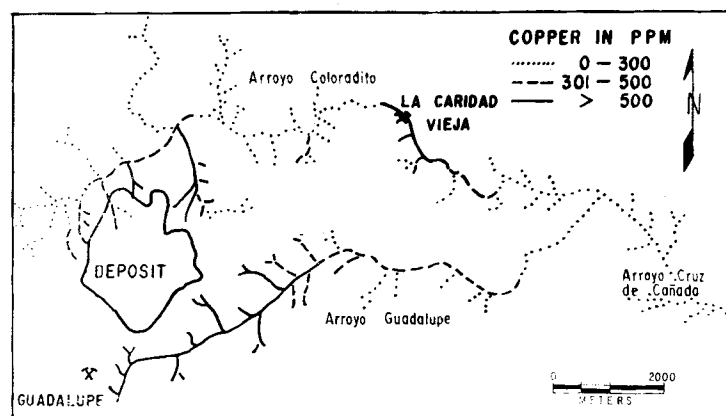 COPPER IN PPM
0 – 300
301 – 500
> 500
N
Arroyo Coloradito
LA CARIDAD
VIEJA
DEPOSIT
Arroyo Cruz
de Cañada
Arroyo Guadalupe
GUADALUPE
0 2000
METERS